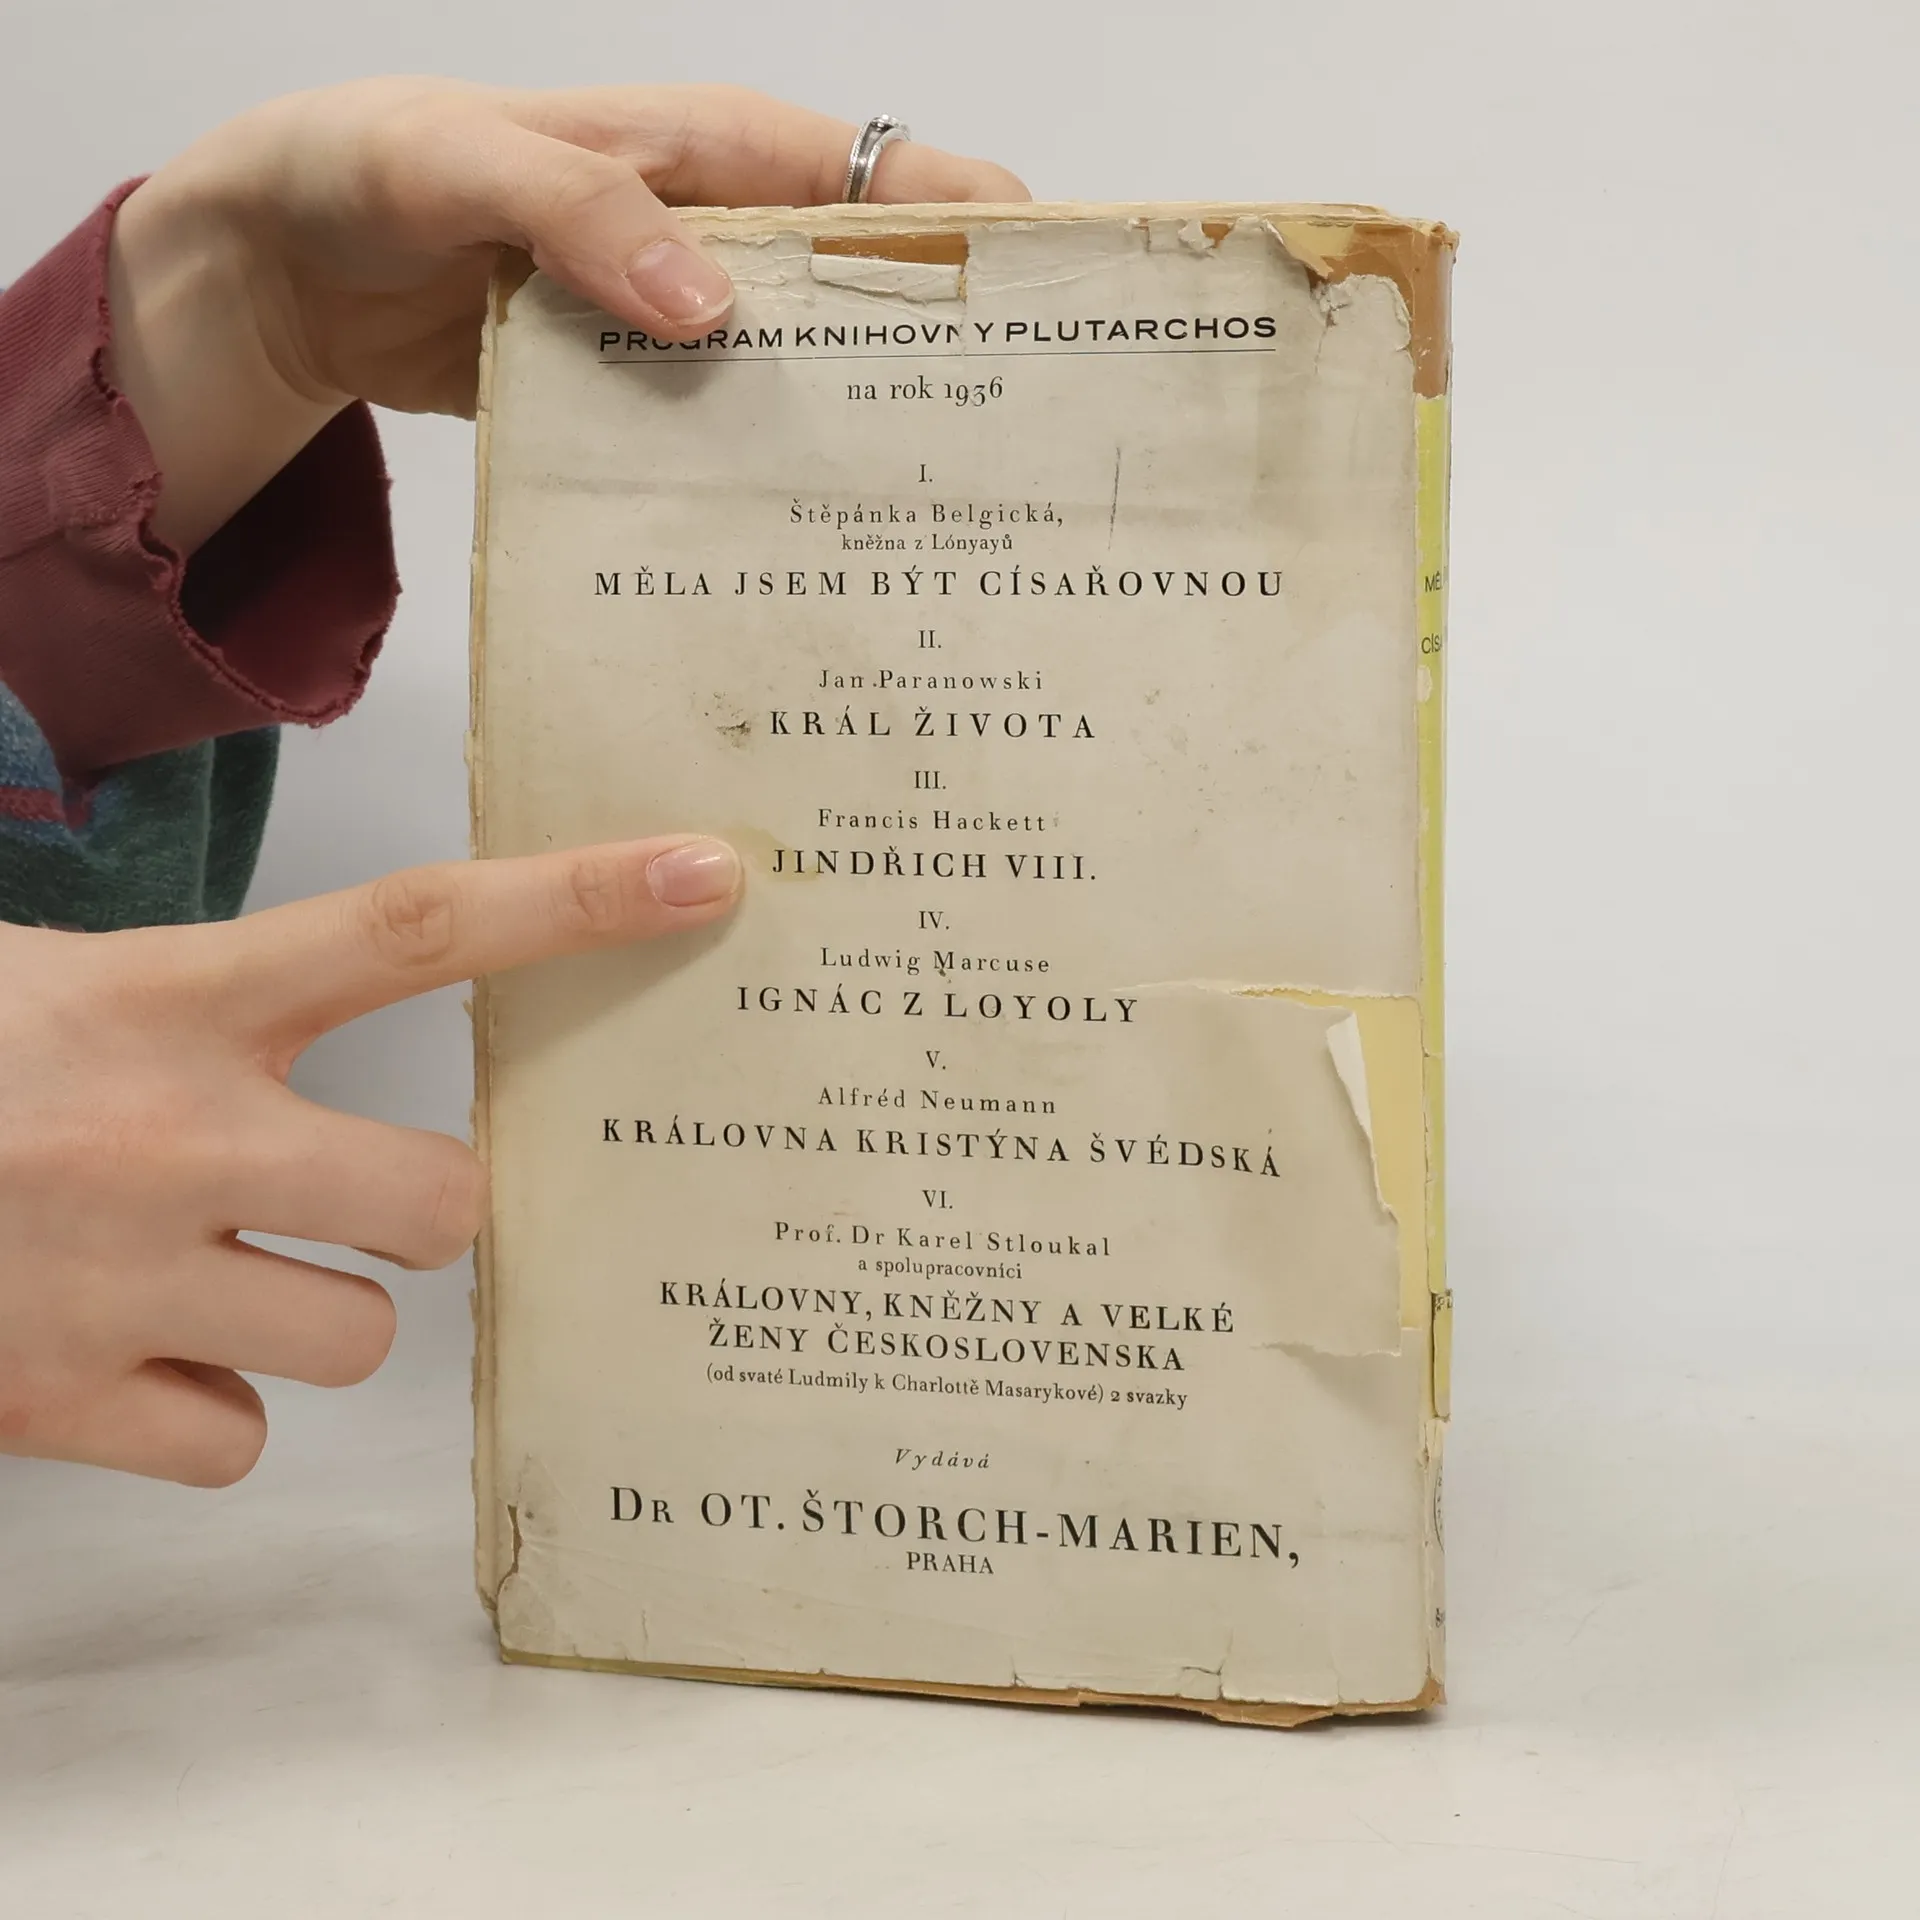 PROGRAM KNIHOVNY PLUTARCHOS
na rok 1936
I.
Štěpánka Belgická,
kněžna z Lónyayů
MĚLA JSEM BÝT CÍSAŘOVNOU
II.
Jan Paranowski
KRÁL ŽIVOTA
III.
Francis Hackett
JINDŘICH VIII.
IV.
Ludwig Marcuse
IGNÁC Z LOYOLY
V.
Alfréd Neumann
KRÁLOVNA KRISTÝNA ŠVÉDSKÁ
VI.
Prof. Dr Karel Stloukal
a spolupracovníci
KRÁLOVNY, KNĚŽNY A VELKÉ
ŽENY ČESKOSLOVENSKA
(od svaté Ludmily k Charlottě Masarykové) 2 svazky
Vydává
DR OT. ŠTORCH-MARIEN,
PRAHA